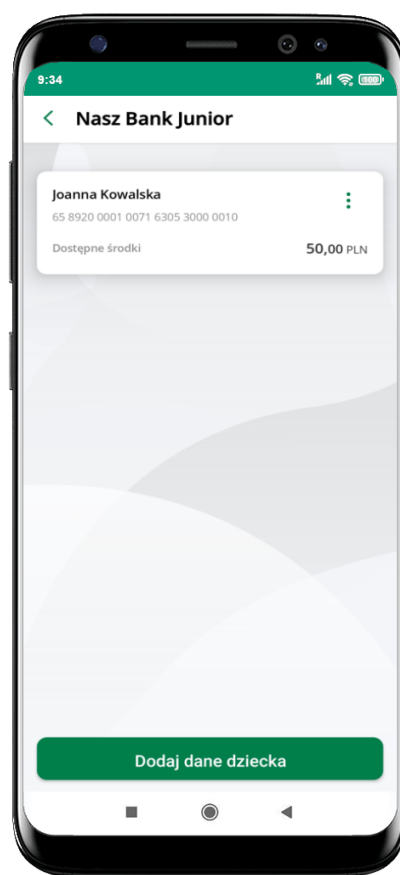 9:34
R
100
Nasz Bank Junior
Joanna Kowalska
65 8920 0001 0071 6305 3000 0010
Dostępne środki
50,00 PLN
Dodaj dane dziecka